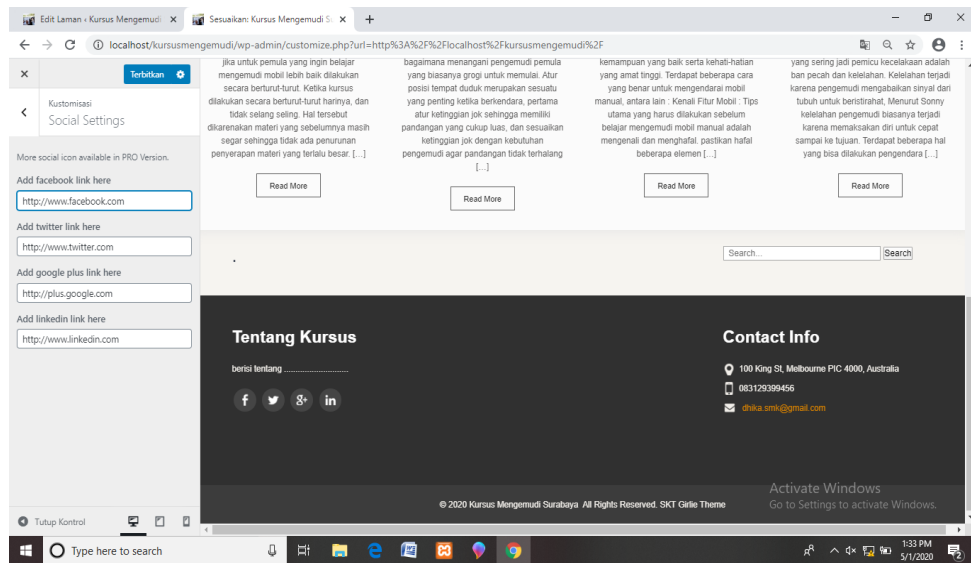 Edit Laman ‹ Kursus Mengemudi
Sesuaikan: Kursus Mengemudi S
localhost/kursusmengemudi/wp-admin/customize.php?url=http%3A%2F%2Flocalhost%2Fkursusmengemudi%2F
Terbitkan
Kustomisasi
Social Settings
More social icon available in PRO Version.
Add facebook link here
http://www.facebook.com
Add twitter link here
http://www.twitter.com
Add google plus link here
http://plus.google.com
Add linkedin link here
http://www.linkedin.com
Tutup Kontrol
jika untuk pemula yang ingin belajar
mengemudi mobil lebih baik dilakukan
secara berturut-turut. Ketika kursus
dilakukan secara berturut-turut harinya, dan
tidak selang seling. Hal tersebut
dikarenakan materi yang sebelumnya masih
segar sehingga tidak ada penurunan
penyerapan materi yang terlalu besar. […]
Read More
bagaimana menangani pengemudi pemula
yang biasanya grogi untuk memulai. Atur
posisi tempat duduk merupakan sesuatu
yang penting ketika berkendara, pertama
atur ketinggian jok sehingga memiliki
pandangan yang cukup luas, dan sesuaikan
ketinggian jok dengan kebutuhan
pengemudi agar pandangan tidak terhalang
[…]
Read More
kemampuan yang baik serta kehati-hatian
yang amat tinggi. Terdapat beberapa cara
yang benar untuk mengendarai mobil
manual, antara lain : Kenali Fitur Mobil : Tips
utama yang harus dilakukan sebelum
belajar mengemudi mobil manual adalah
mengenali dan menghafal. pastikan hafal
beberapa elemen […]
Read More
yang sering jadi pemicu kecelakaan adalah
ban pecah dan kelelahan. Kelelahan terjadi
karena pengemudi mengabaikan sinyal dari
tubuh untuk beristirahat, Menurut Sonny
kelelahan pengemudi biasanya terjadi
karena memaksakan diri untuk cepat
sampai ke tujuan. Terdapat beberapa hal
yang bisa dilakukan pengendara […]
Read More
.
Search...
Search
Tentang Kursus
berisi tentang ............................
Contact Info
100 King St, Melbourne PIC 4000, Australia
083129399456
dhika.smk@gmail.com
© 2020 Kursus Mengemudi Surabaya All Rights Reserved. SKT Girlie Theme
Activate Windows
Go to Settings to activate Windows.
Type here to search
1:33 PM
5/1/2020